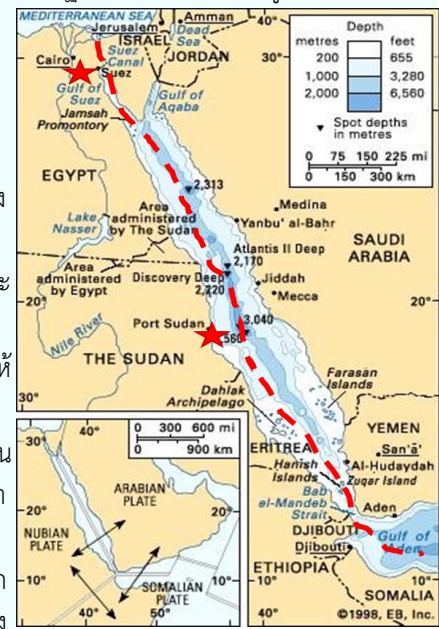 MEDITERRANEAN SEA
Amman
Jerusalem
Dead
Sea
ISRAEL
JORDAN
Suez
Canal
Cairo
Suez
Gulf of
Suez
Gulf of
Aqaba
Jamsah
Promontory
Depth
metres
feet
200
655
1,000
3,280
2,000
6,560
Spot depths
in metres
0 75 150 225 mi
0 150 300 km
EGYPT
2,313
Medina
Area
administered
by The Sudan
Yanbu' al-Baḥr
Lake
Nasser
Atlantis II Deep
2,170
SAUDI
ARABIA
Area
administered
by Egypt
Discovery Deep
2,220
Jiddah
Mecca
20°
20°
Nile River
Port Sudan
3,040
THE SUDAN
Farasan
Islands
Dahlak
Archipelago
30°
YEMEN
ERITREA
Ṣan'ā'
Hanish
Islands
Al-Ḥudaydah
Zuqar Island
Bab
el-Mandeb
Strait
Aden
DJIBOUTI
Djibouti
Gulf of
Aden
ETHIOPIA
10°
SOMALIA
40°
©1998, EB, Inc.
0 300 600 mi
0 900 km
30°
40°
ARABIAN
PLATE
NUBIAN
PLATE
SOMALIAN
PLATE
20°
10°
10°
40°
50°